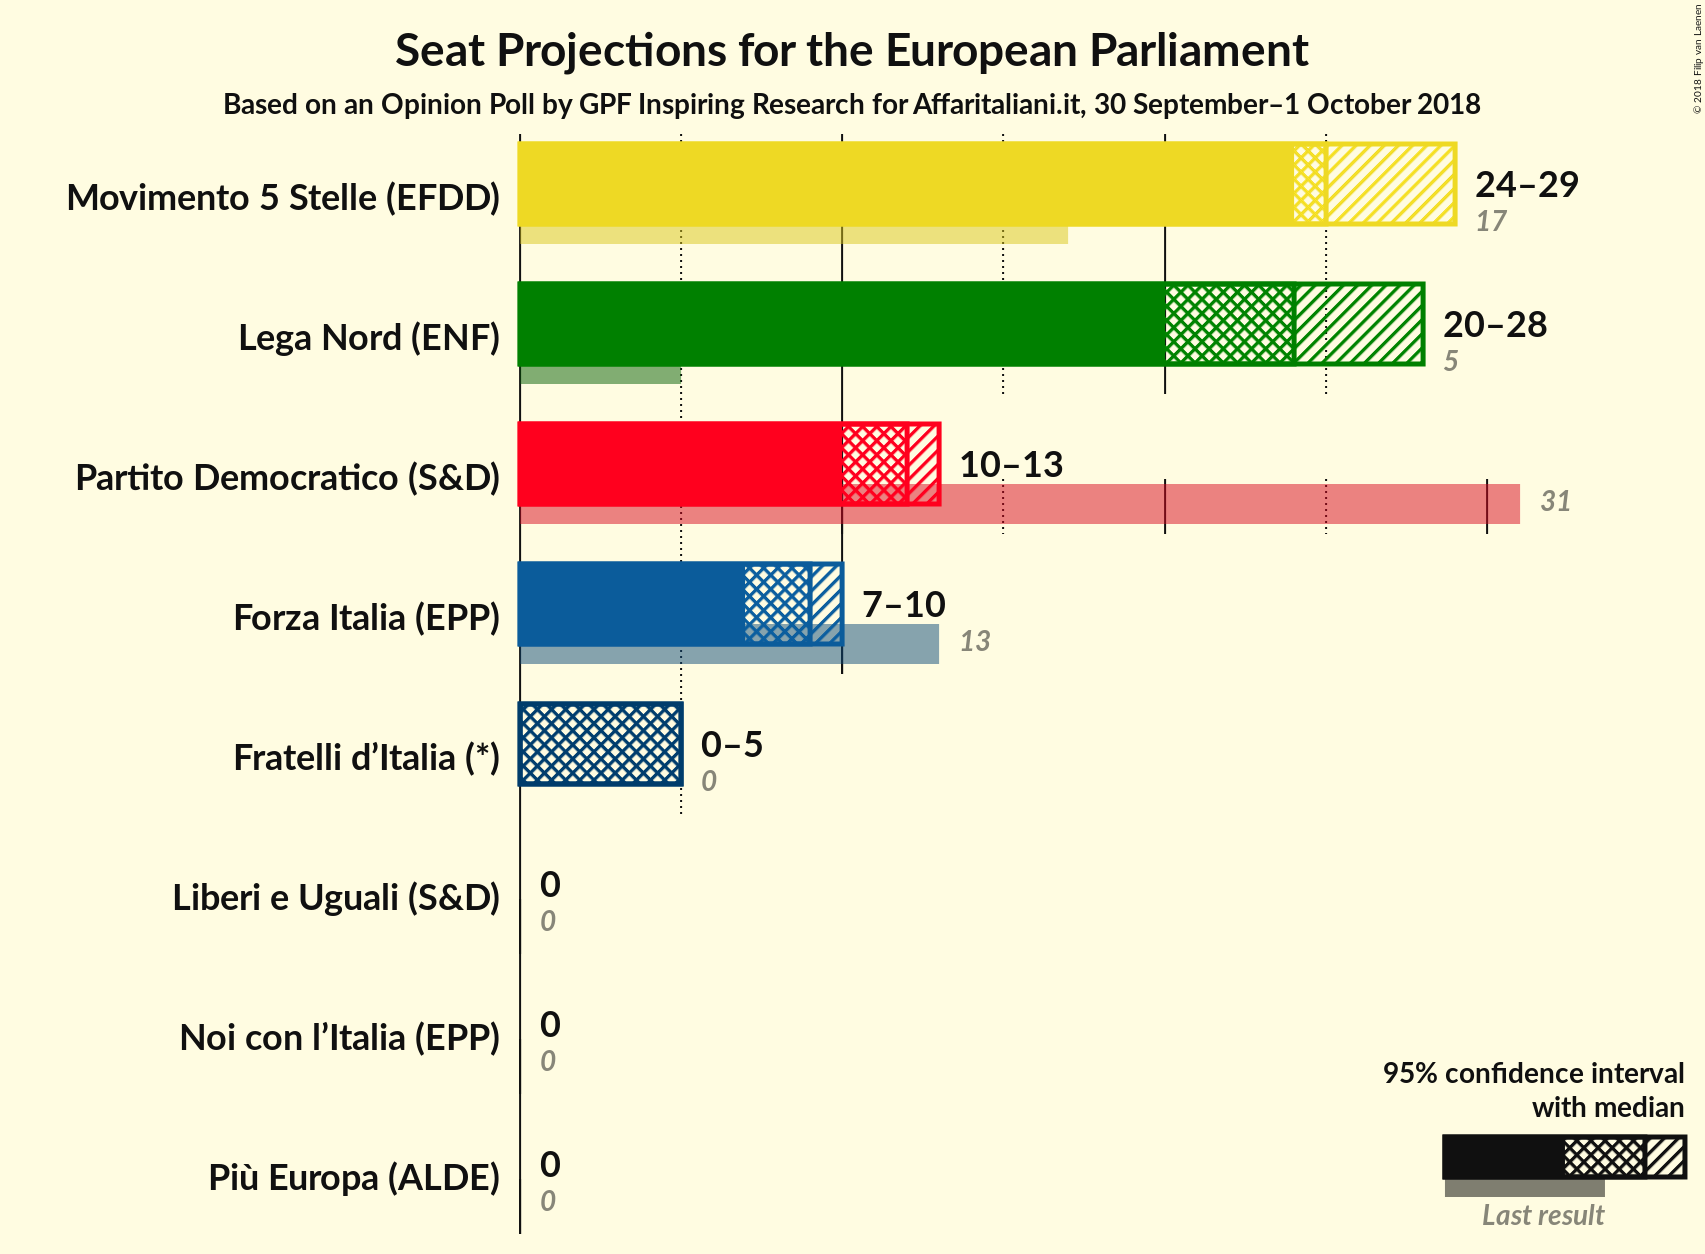 Seat Projections for the European Parliament
Based on an Opinion Poll by GPF Inspiring Research for Affaritaliani.it, 30 September–1 October 2018
© 2018 Filip van Laenen
Movimento 5 Stelle (EFDD)
24–29
17
Lega Nord (ENF)
20–28
5
Partito Democratico (S&D)
10–13
31
Forza Italia (EPP)
7–10
13
Fratelli d’Italia (*)
0–5
0
Liberi e Uguali (S&D)
0
0
Noi con l’Italia (EPP)
0
0
Più Europa (ALDE)
0
0
95% confidence interval
with median
Last result